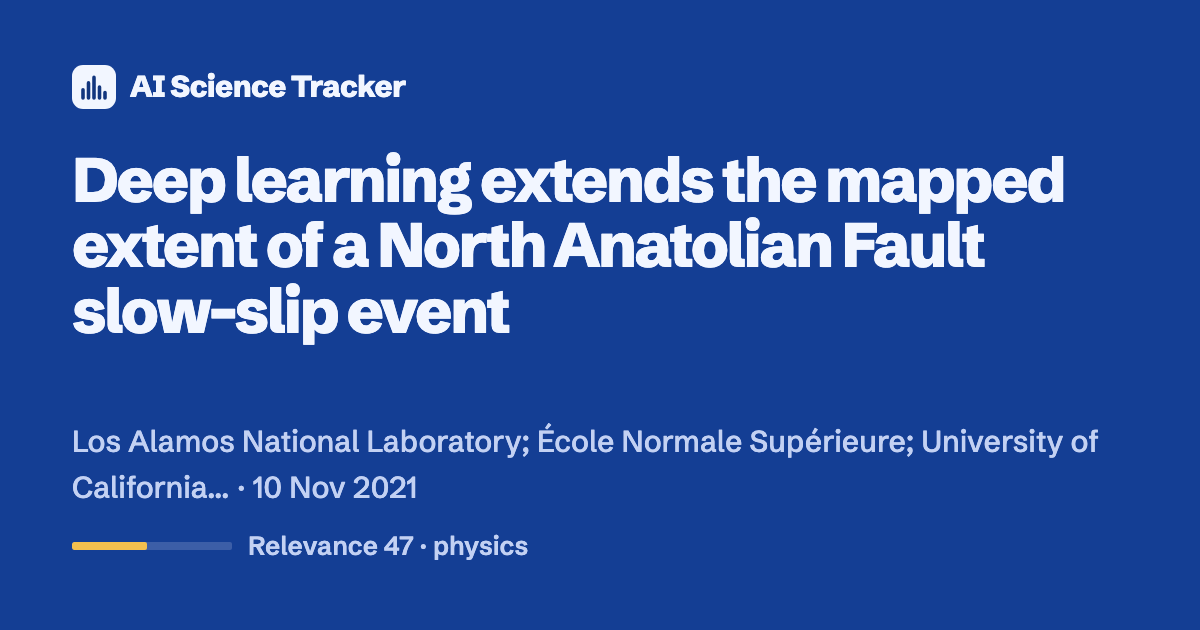 AI Science Tracker
Deep learning extends the mapped
extent of a North Anatolian Fault
slow-slip event
Los Alamos National Laboratory; École Normale Supérieure; University of
California… · 10 Nov 2021
Relevance 47 · physics